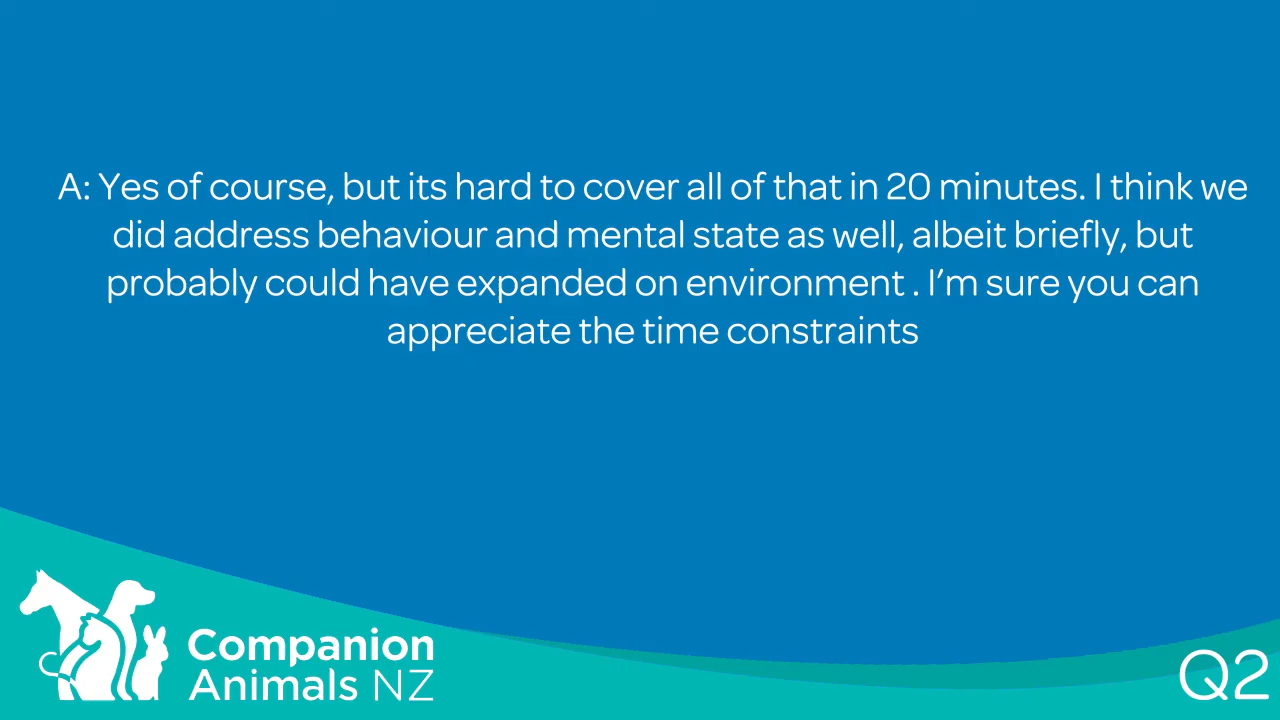 A: Yes of course, but its hard to cover all of that in 20 minutes. I think we
did address behaviour and mental state as well, albeit briefly, but
probably could have expanded on environment . I’m sure you can
appreciate the time constraints
Companion
Animals NZ
Q2